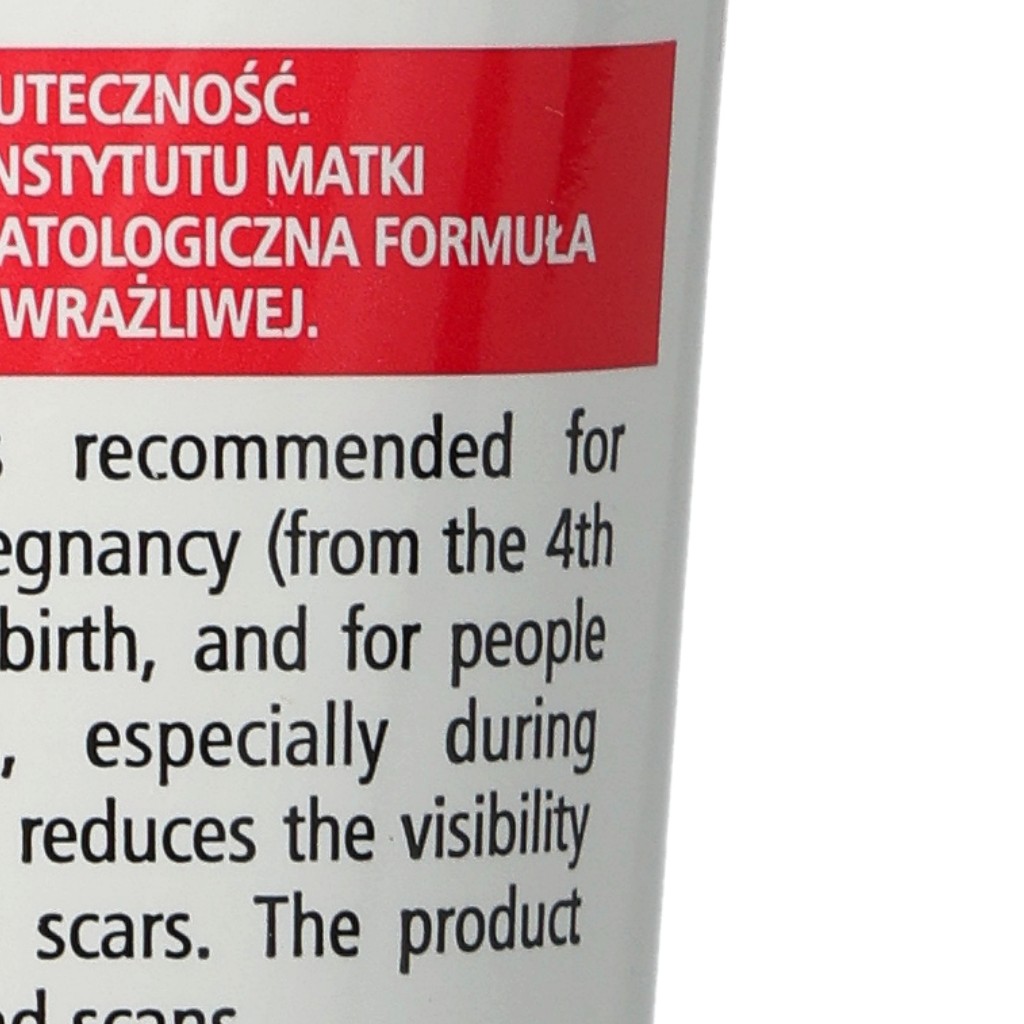 UTECZNOŚĆ.
NSTYTUTU MATKI
ATOLOGICZNA FORMUŁA
WRAŻLIWEJ.
s recommended for
egnancy (from the 4th
birth, and for people
, especially during
reduces the visibility
scars. The product
d scans